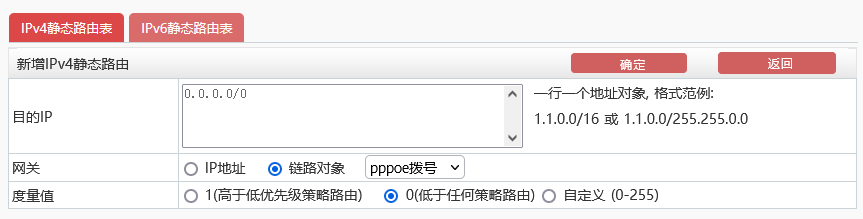 IPv4静态路由表 IPv6静态路由表
新增IPv4静态路由 确定 返回
目的IP 0.0.0.0/0 一行一个地址对象, 格式范例:
1.1.0.0/16 或 1.1.0.0/255.255.0.0
网关 IP地址 链路对象 pppoe拨号
度量值 1(高于低优先级策略路由) 0(低于任何策略路由) 自定义 (0-255)